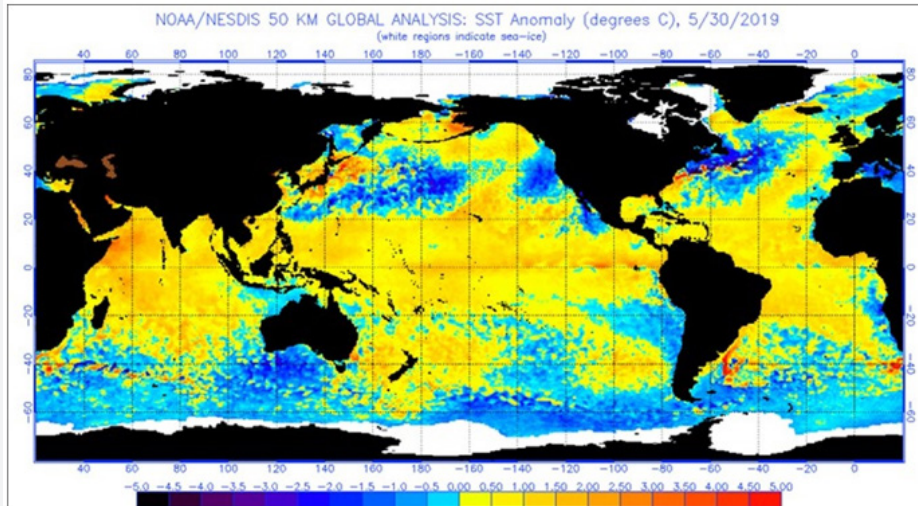 NOAA/NESDIS 50 KM GLOBAL ANALYSIS: SST Anomaly (degrees C), 5/30/2019
(white regions indicate sea-ice)
40 60 80 100 120 140 160 180 -160 -140 -120 -100 -80 -60 -40 -20 0
80 80
60 60
40 40
20 20
0 0
-20 -20
-40 -40
-60 -60
40 60 80 100 120 140 160 180 -160 -140 -120 -100 -80 -60 -40 -20 0
-5.0 -4.5 -4.0 -3.5 -3.0 -2.5 -2.0 -1.5 -1.0 -0.5 0.00 0.50 1.00 1.50 2.00 2.50 3.00 3.50 4.00 4.50 5.00